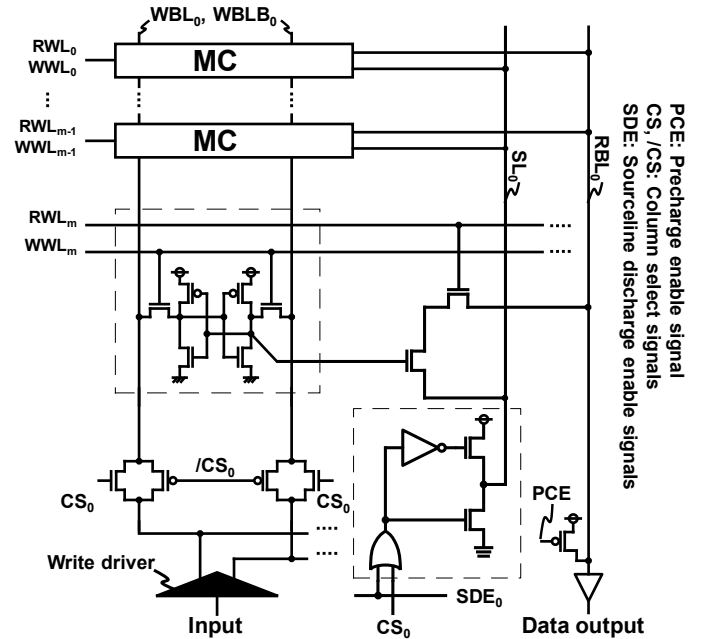 WBL0, WBLB0
RWL0
WWL0
MC
RWLm-1
WWLm-1
MC
SL0
RBL0
PCE: Precharge enable signal
CS, /CS: Column select signals
SDE: Sourceline discharge enable signals
RWLm
WWLm
/CS0
CS0
CS0
PCE
Write driver
SDE0
Input
CS0
Data output